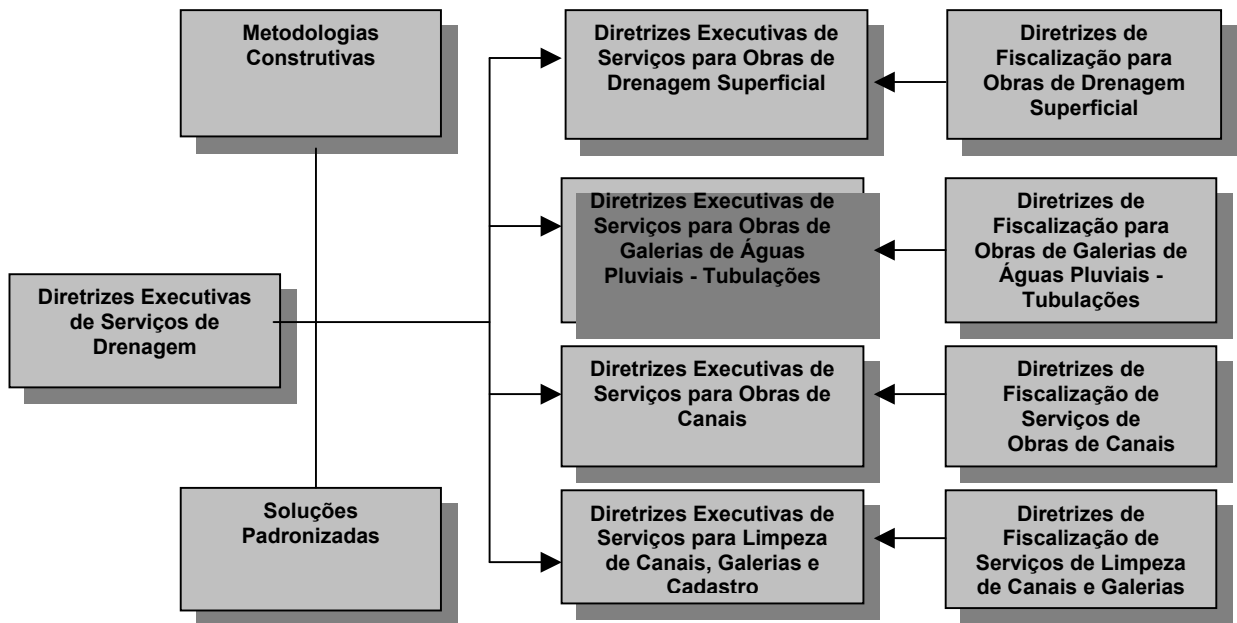 Metodologias
Construtivas
Diretrizes Executivas de
Serviços para Obras de
Drenagem Superficial
Diretrizes de
Fiscalização para
Obras de Drenagem
Superficial
Diretrizes Executivas de
Serviços para Obras de
Galerias de Águas
Pluviais - Tubulações
Diretrizes de
Fiscalização para
Obras de Galerias de
Águas Pluviais -
Tubulações
Diretrizes Executivas
de Serviços de
Drenagem
Diretrizes Executivas de
Serviços para Obras de
Canais
Diretrizes de
Fiscalização de
Serviços de
Obras de Canais
Soluções
Padronizadas
Diretrizes Executivas de
Serviços para Limpeza
de Canais, Galerias e
Cadastro
Diretrizes de
Fiscalização de
Serviços de Limpeza
de Canais e Galerias